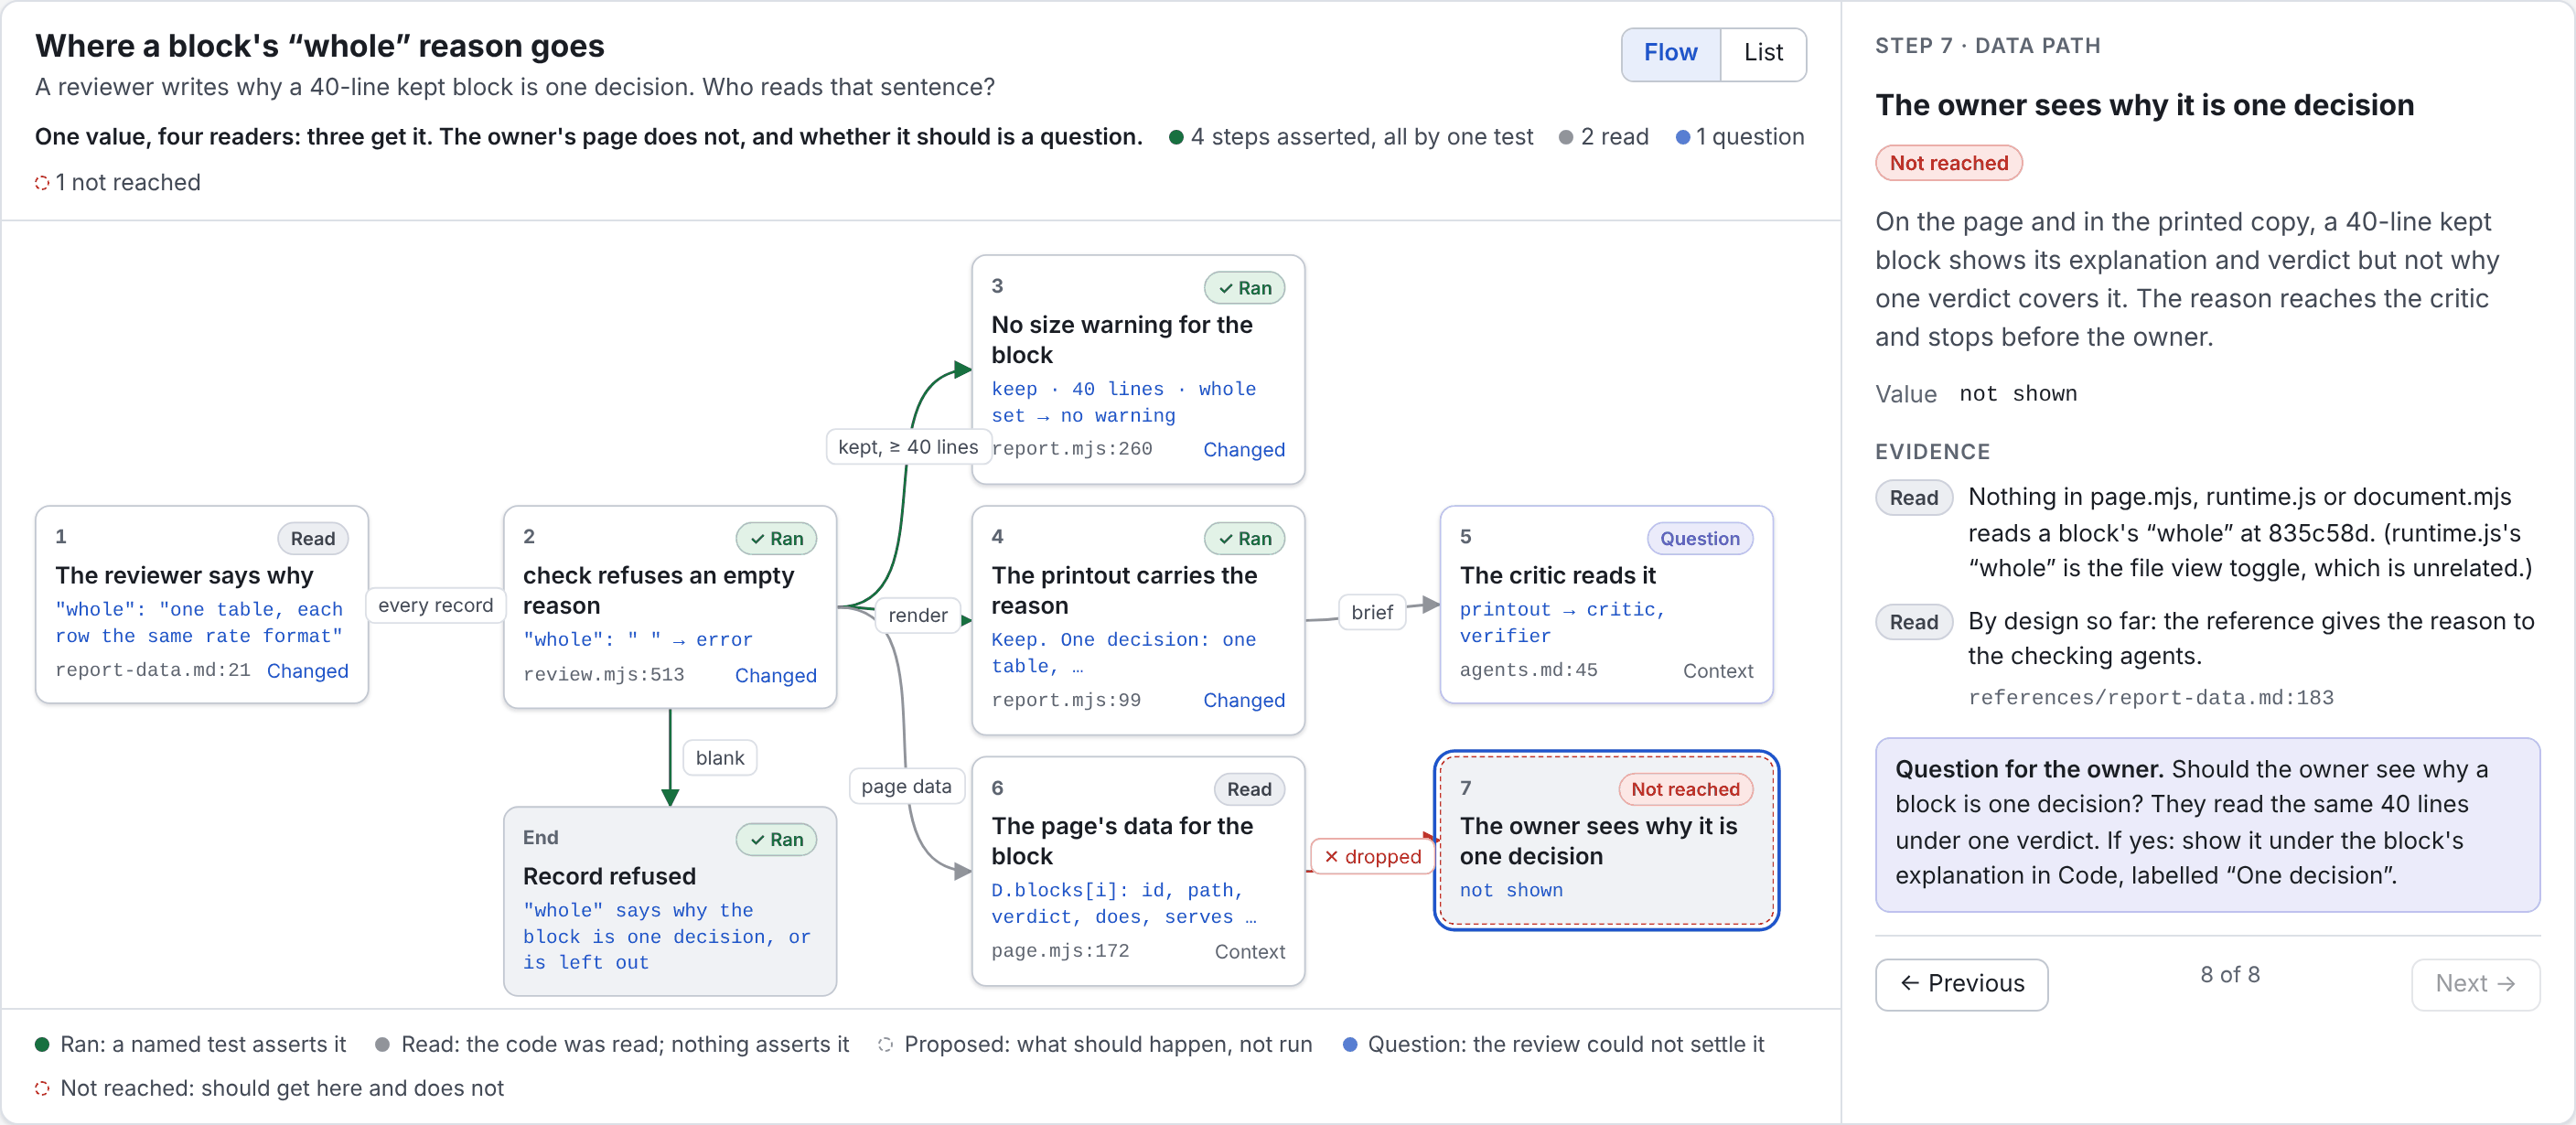 Where a block's “whole” reason goes
A reviewer writes why a 40-line kept block is one decision. Who reads that sentence?
Flow
List
One value, four readers: three get it. The owner's page does not, and whether it should is a question.
4 steps asserted, all by one test
2 read
1 question
1 not reached
1
Read
The reviewer says why
"whole": "one table, each
row the same rate format"
report-data.md:21
Changed
every record
2
✓ Ran
check refuses an empty
reason
"whole": " " → error
review.mjs:513
Changed
blank
End
✓ Ran
Record refused
"whole" says why the
block is one decision, or
is left out
kept, ≥ 40 lines
render
page data
3
✓ Ran
No size warning for the
block
keep · 40 lines · whole
set → no warning
report.mjs:260
Changed
4
✓ Ran
The printout carries the
reason
Keep. One decision: one
table, …
report.mjs:99
Changed
brief
5
Question
The critic reads it
printout → critic,
verifier
agents.md:45
Context
6
Read
The page's data for the
block
D.blocks[i]: id, path,
verdict, does, serves …
page.mjs:172
Context
✕ dropped
7
Not reached
The owner sees why it is
one decision
not shown
Ran: a named test asserts it
Read: the code was read; nothing asserts it
Proposed: what should happen, not run
Question: the review could not settle it
Not reached: should get here and does not
STEP 7 · DATA PATH
The owner sees why it is one decision
Not reached
On the page and in the printed copy, a 40-line kept
block shows its explanation and verdict but not why
one verdict covers it. The reason reaches the critic
and stops before the owner.
Value not shown
EVIDENCE
Read
Nothing in page.mjs, runtime.js or document.mjs
reads a block's “whole” at 835c58d. (runtime.js's
“whole” is the file view toggle, which is unrelated.)
Read
By design so far: the reference gives the reason to
the checking agents.
references/report-data.md:183
Question for the owner. Should the owner see why a
block is one decision? They read the same 40 lines
under one verdict. If yes: show it under the block's
explanation in Code, labelled “One decision”.
← Previous
8 of 8
Next →